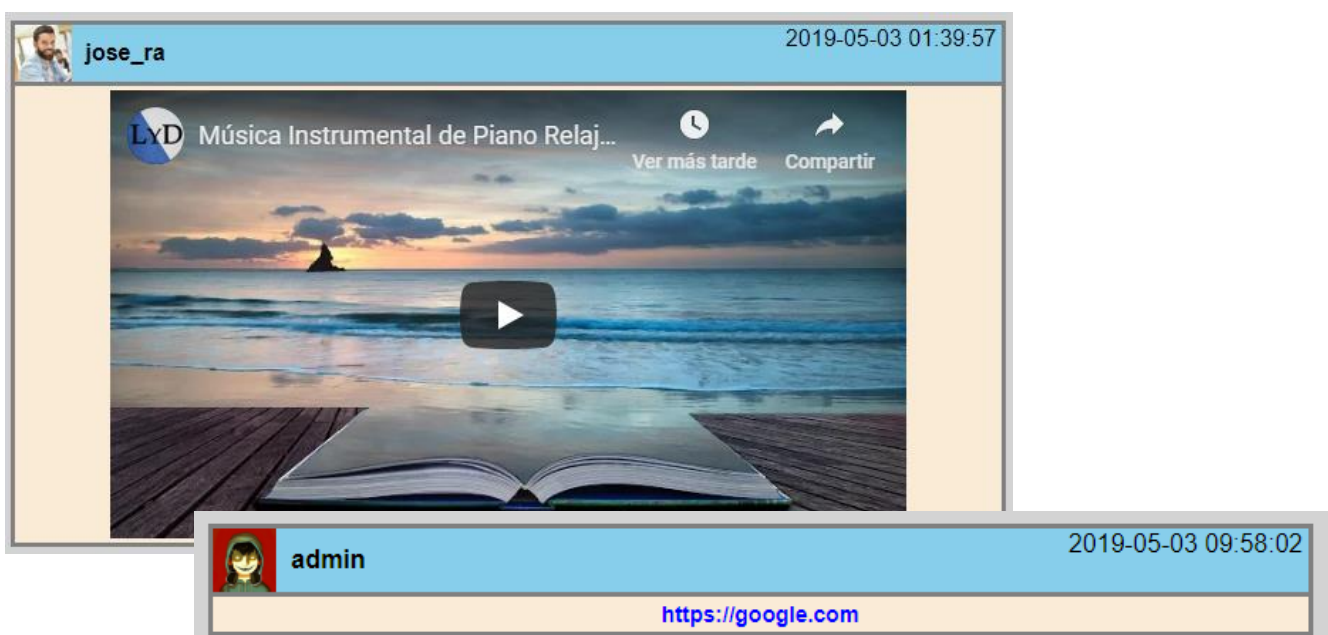 jose_ra
2019-05-03 01:39:57
LYD Música Instrumental de Piano Relaj...
Ver más tarde
Compartir
admin
2019-05-03 09:58:02
https://google.com